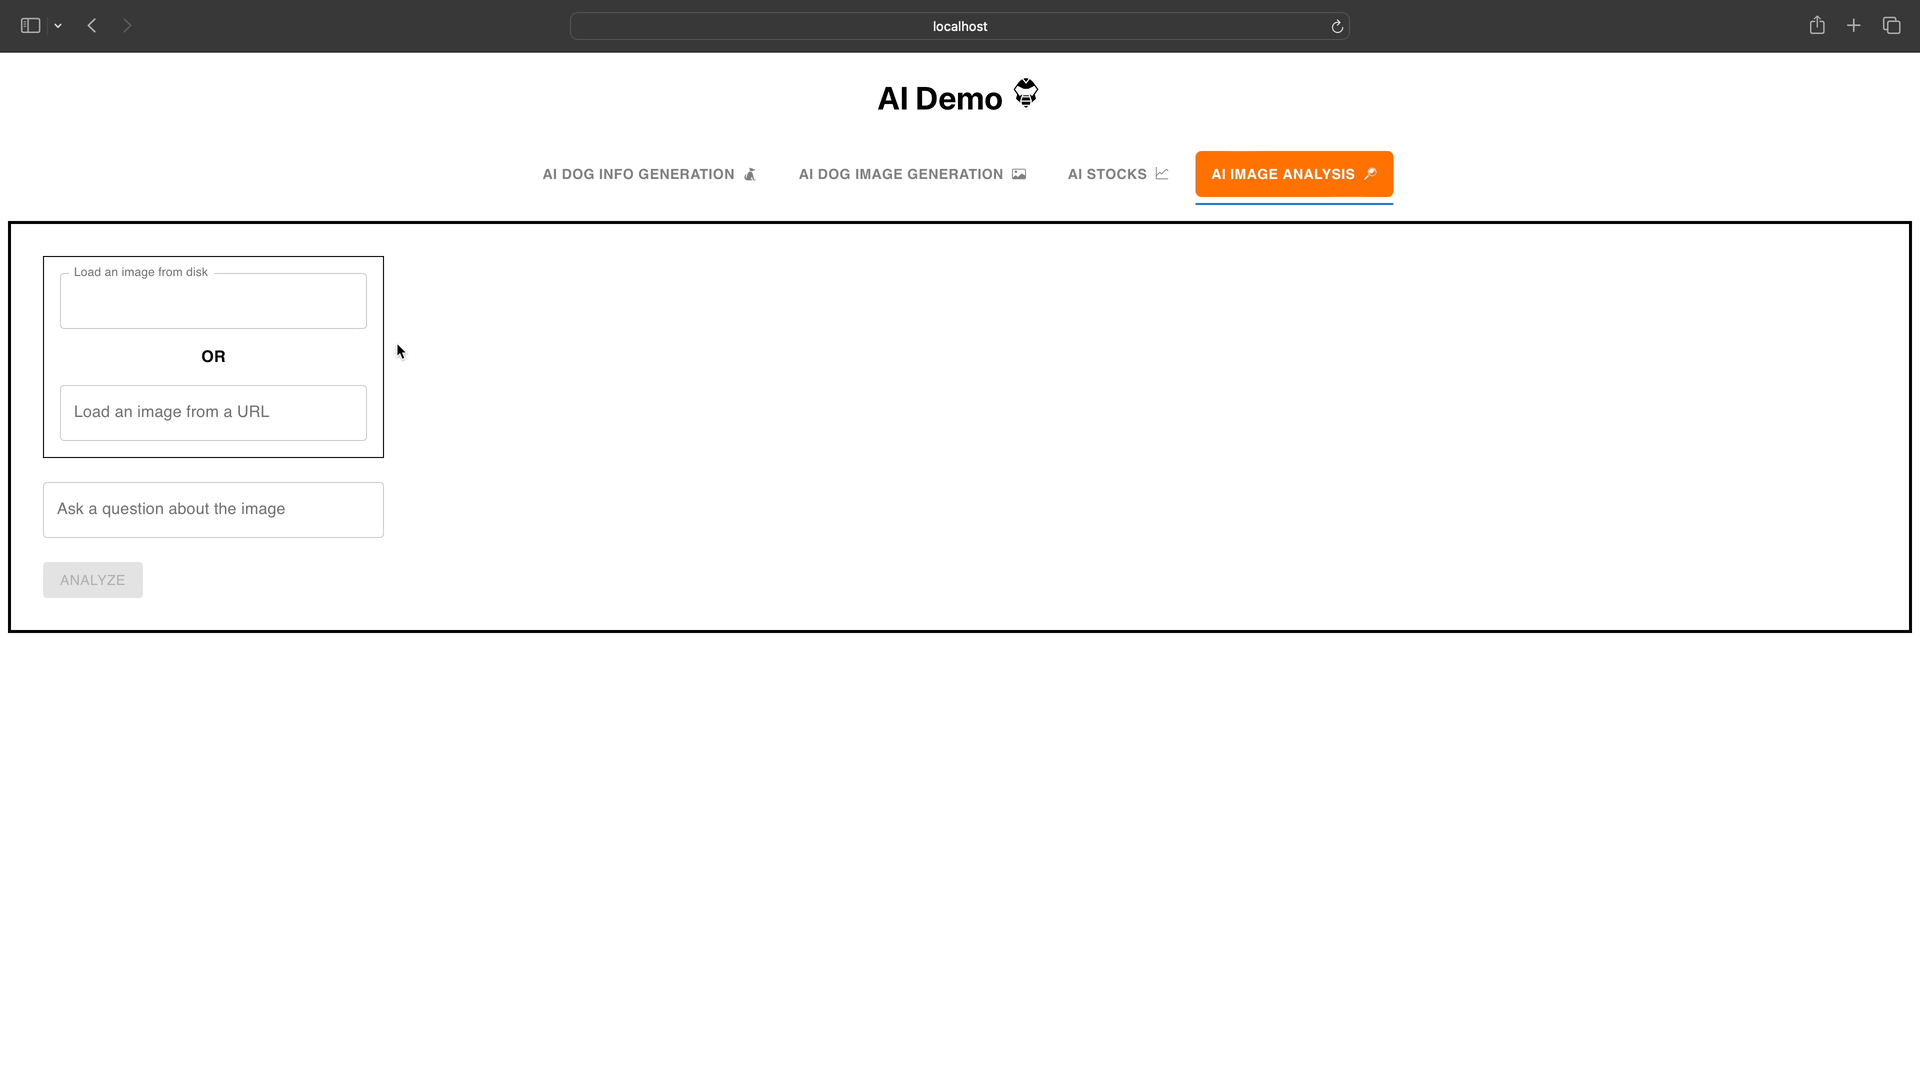 localhost
AI Demo
AI DOG INFO GENERATION
AI DOG IMAGE GENERATION
AI STOCKS
AI IMAGE ANALYSIS
Load an image from disk
OR
Load an image from a URL
Ask a question about the image
ANALYZE